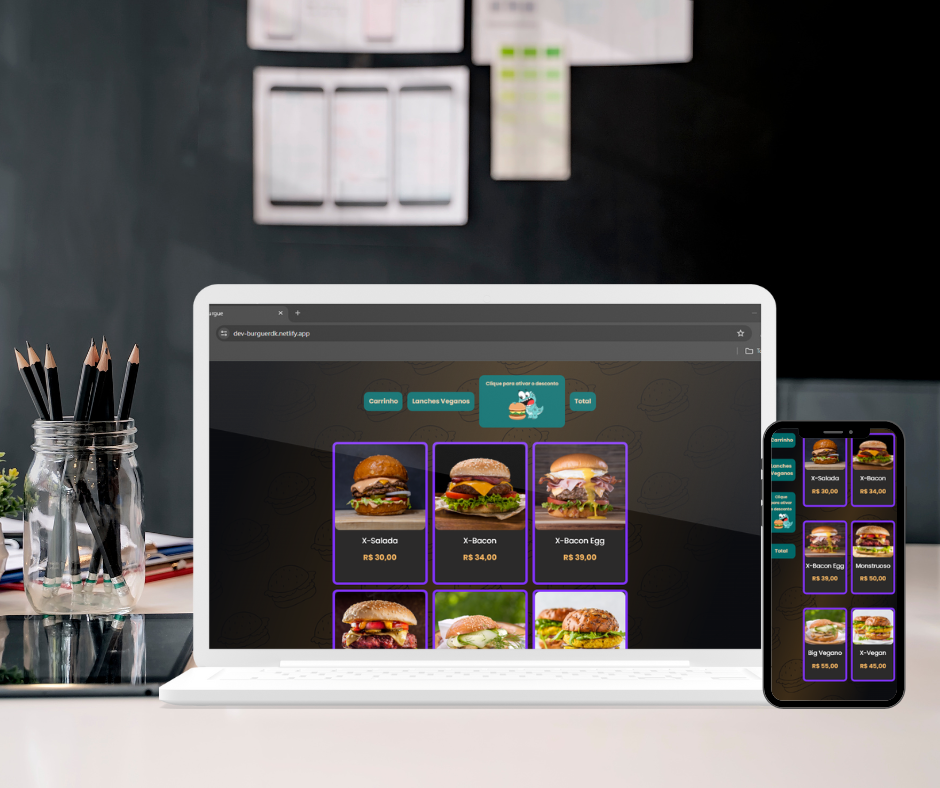 urgue
dev-burguerdk.netlify.app
Clique para ativar o desconto
Carrinho
Lanches Veganos
Total
X-Salada
X-Bacon
X-Bacon Egg
R$ 30,00
R$ 34,00
R$ 39,00
Carrinho
Lanches
Veganos
Clique
para ativar
o desconto
Total
X-Salada
X-Bacon
R$ 30,00
R$ 34,00
X-Bacon Egg
Monstruoso
R$ 39,00
R$ 50,00
Big Vegano
X-Vegan
R$ 55,00
R$ 45,00